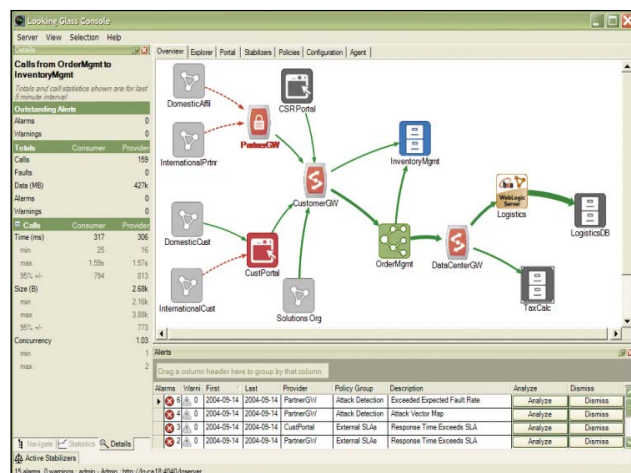 Looking Glass Console
Server View Selection Help
Details
Calls from OrderMgmt to
InventoryMgmt
Totals and call statistics shown are for last
5 minute interval
Outstanding Alerts
Alarms 0
Warnings 0
Totals Consumer Provider
Calls 159
Faults 0
Data (MB) 427k
Alarms 0
Warnings 0
Calls Consumer Provider
Time (ms) 317 306
min 25 16
max 1.59s 1.57s
95% +/- 794 813
Size (B) 2.68k
min 2.16k
max 3.88k
95% +/- 773
Concurrency 1.03
min 1
max 2
Navigate Statistics Details
Active Stabilizers
Overview Explorer Portal Stabilizers Policies Configuration Agent
DomesticAffil
CSR Portal
InternationalPrtnr
PartnerGW
InventoryMgmt
CustomerGW
WebLogic
Server
Logistics
LogisticsDB
DomesticCust
CustPortal
OrderMgmt
DataCenterGW
InternationalCust
Solutions Org
TaxCalc
Alerts
Drag a column header here to group by that column
Alarms Warni First Last Provider Policy Group Description Analyze Dismiss
6 0 2004-09-14 2004-09-14 PartnerGW Attack Detection Exceeded Expected Fault Rate Analyze Dismiss
4 0 2004-09-14 2004-09-14 PartnerGW Attack Detection Attack Vector Map Analyze Dismiss
3 0 2004-09-14 2004-09-14 CustPortal External SLAs Response Time Exceeds SLA Analyze Dismiss
2 0 2004-09-14 2004-09-14 PartnerGW External SLAs Response Time Exceeds SLA Analyze Dismiss
15 alarms, 0 warnings